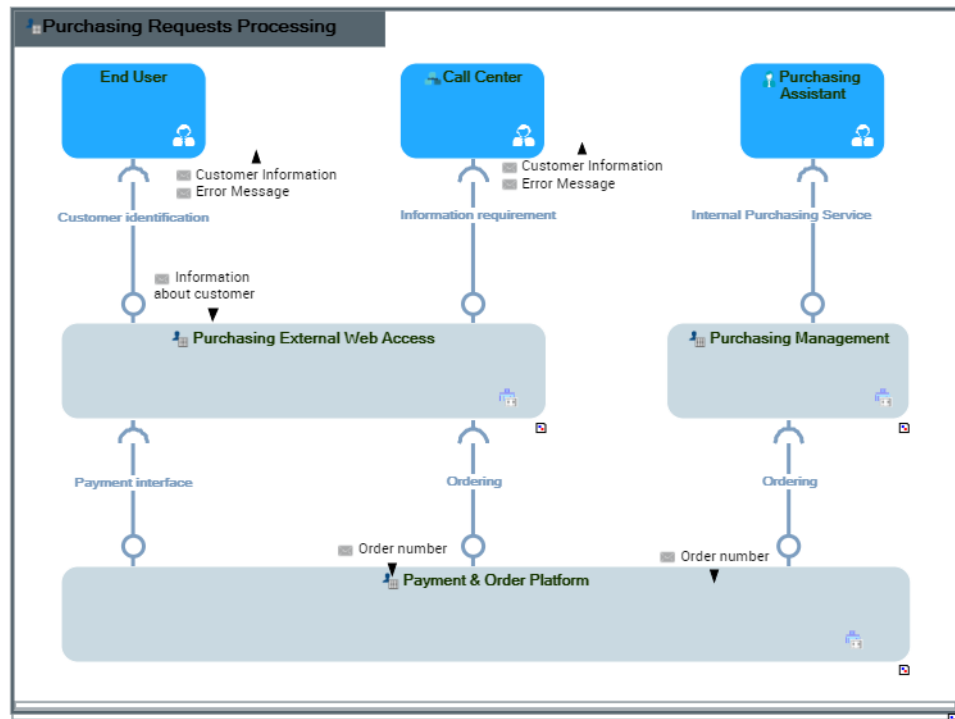 Purchasing Requests Processing
End User
Call Center
Purchasing
Assistant
Customer Information
Error Message
Customer Information
Error Message
Customer identification
Information requirement
Internal Purchasing Service
Information
about customer
Purchasing External Web Access
Purchasing Management
Payment interface
Ordering
Ordering
Order number
Order number
Payment & Order Platform